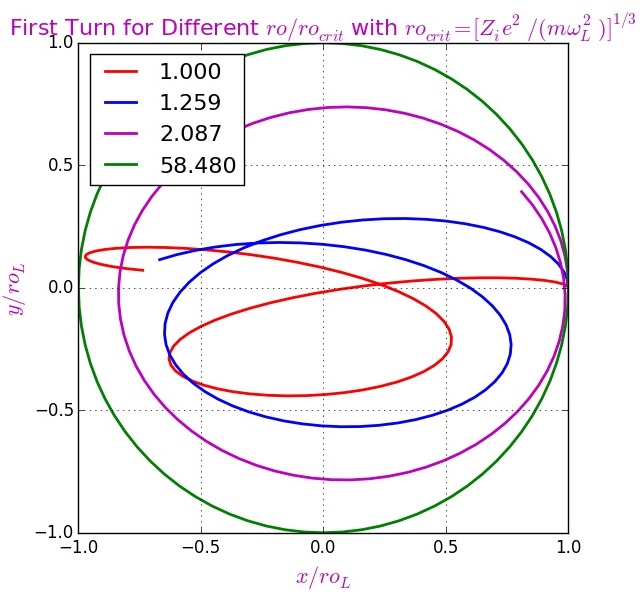 First Turn for Different ro/ro_crit with ro_crit=[Z_i e^2 /(mω_L^2 )]^{1/3}
1.0
1.000
1.259
2.087
58.480
0.5
0.0
−0.5
−1.0
y/ro_L
−1.0 −0.5 0.0 0.5 1.0
x/ro_L